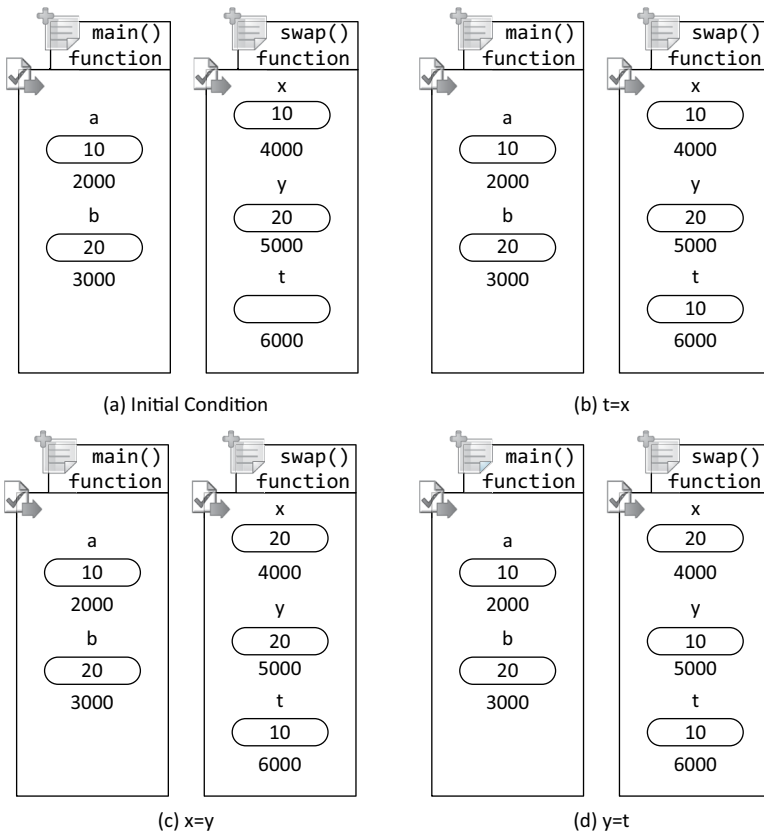 main()
function
a
10
2000
b
20
3000
swap()
function
x
10
4000
y
20
5000
t
6000
(a) Initial Condition
main()
function
a
10
2000
b
20
3000
swap()
function
x
10
4000
y
20
5000
t
10
6000
(b) t=x
main()
function
a
10
2000
b
20
3000
swap()
function
x
20
4000
y
20
5000
t
10
6000
(c) x=y
main()
function
a
10
2000
b
20
3000
swap()
function
x
20
4000
y
10
5000
t
10
6000
(d) y=t